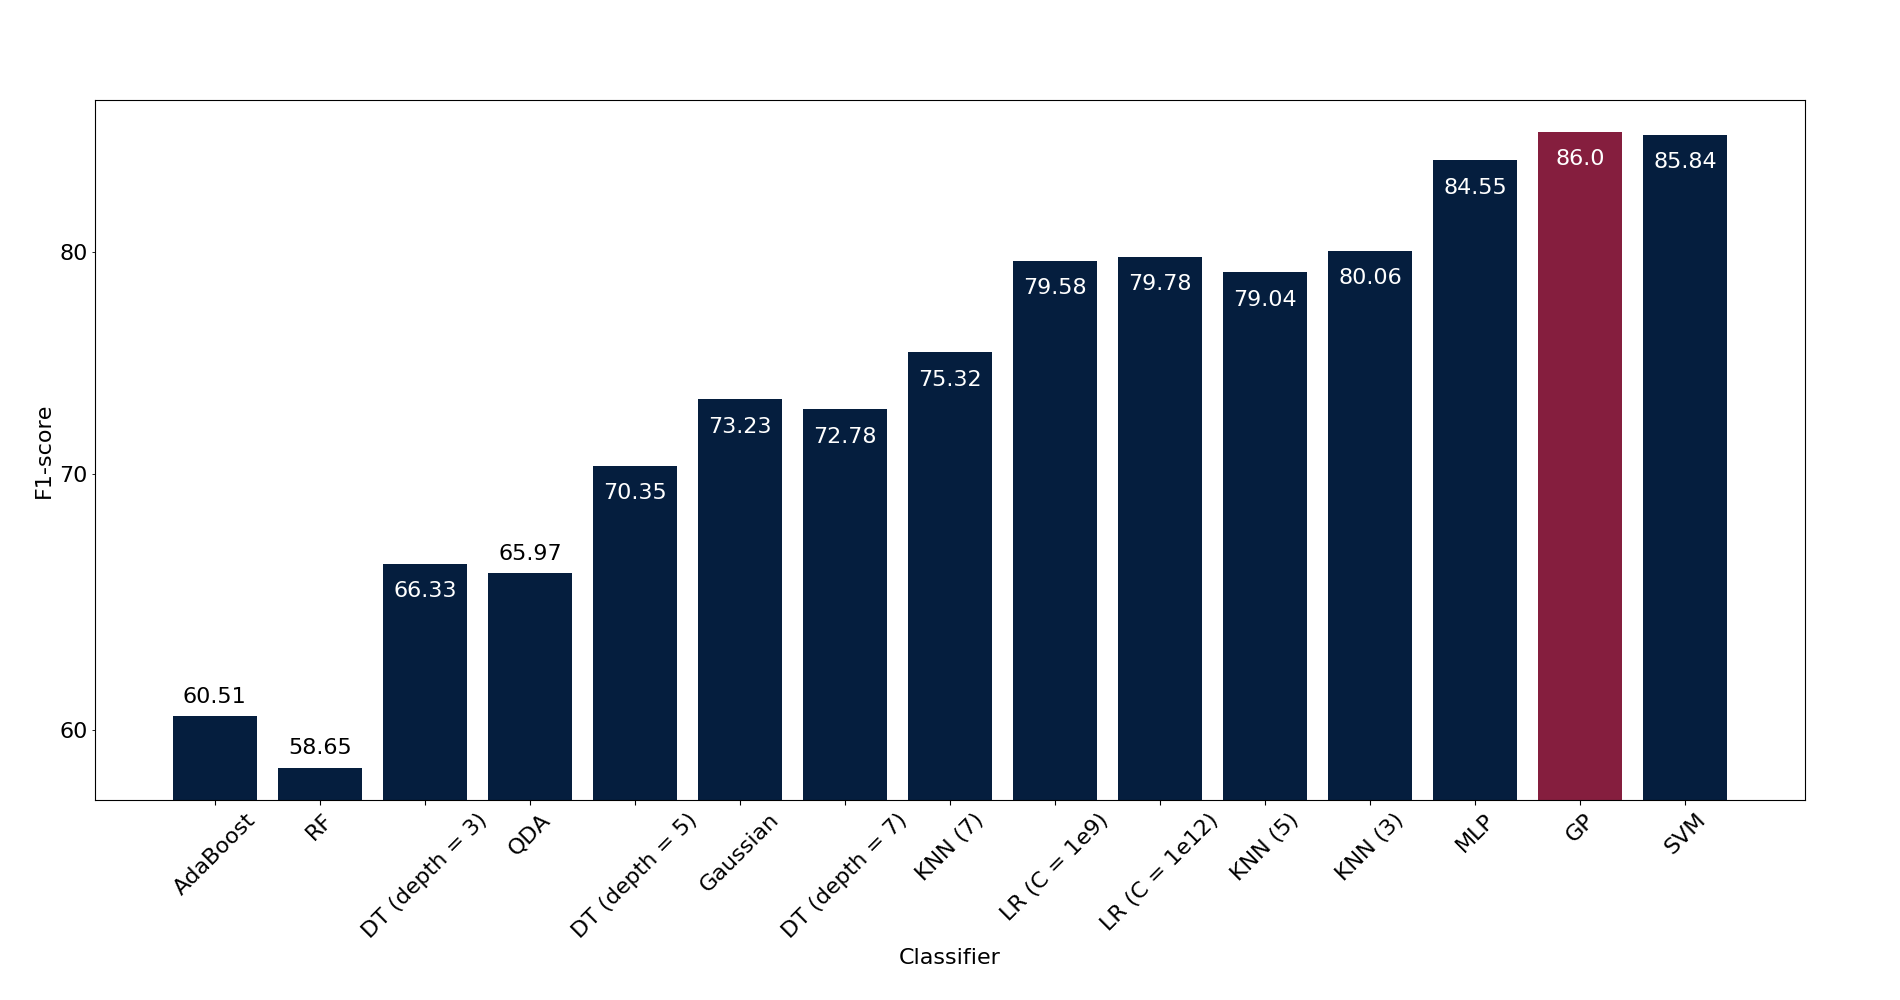 86.0
85.84
84.55
80
80.06
79.58
79.78
79.04
75.32
73.23
72.78
70
70.35
65.97
66.33
60.51
60
58.65
F1-score
AdaBoost
RF
DT (depth = 3)
QDA
DT (depth = 5)
Gaussian
DT (depth = 7)
KNN (7)
LR (C = 1e9)
LR (C = 1e12)
KNN (5)
KNN (3)
MLP
GP
SVM
Classifier